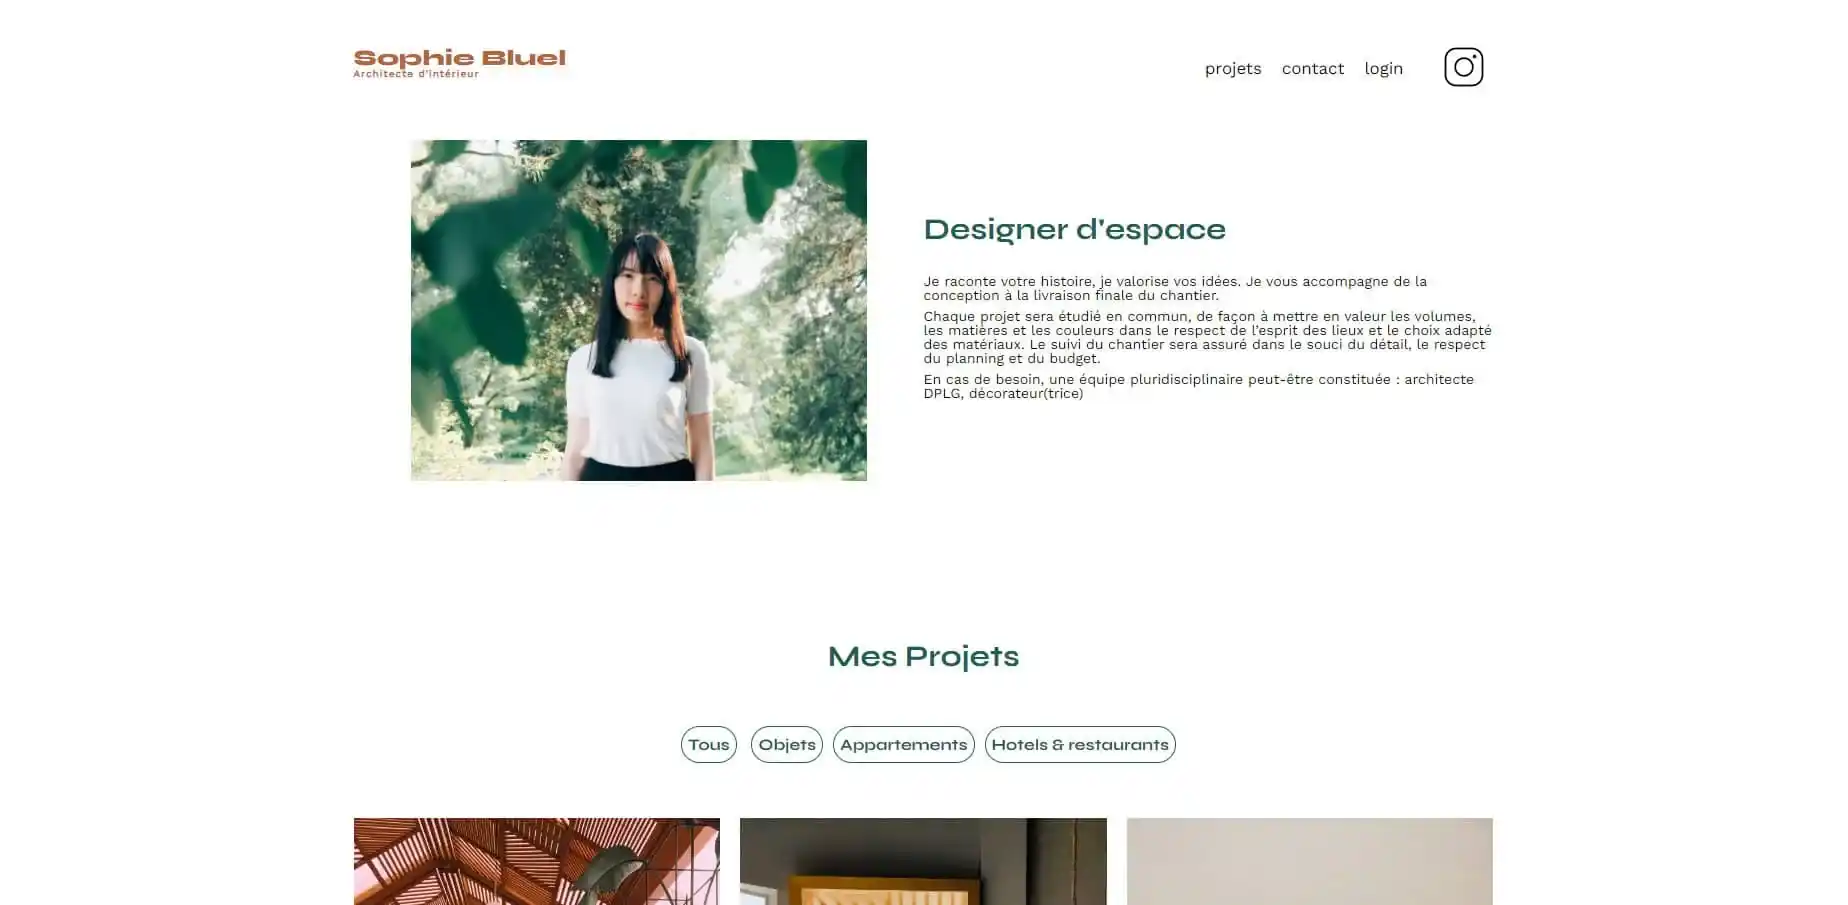 Sophie Bluel
Architecte d'intérieur
projets contact login
Designer d'espace
Je raconte votre histoire, je valorise vos idées. Je vous accompagne de la
conception à la livraison finale du chantier.
Chaque projet sera étudié en commun, de façon à mettre en valeur les volumes,
les matières et les couleurs dans le respect de l’esprit des lieux et le choix adapté
des matériaux. Le suivi du chantier sera assuré dans le souci du détail, le respect
du planning et du budget.
En cas de besoin, une équipe pluridisciplinaire peut-être constituée : architecte
DPLG, décorateur(trice)
Mes Projets
Tous Objets Appartements Hotels & restaurants